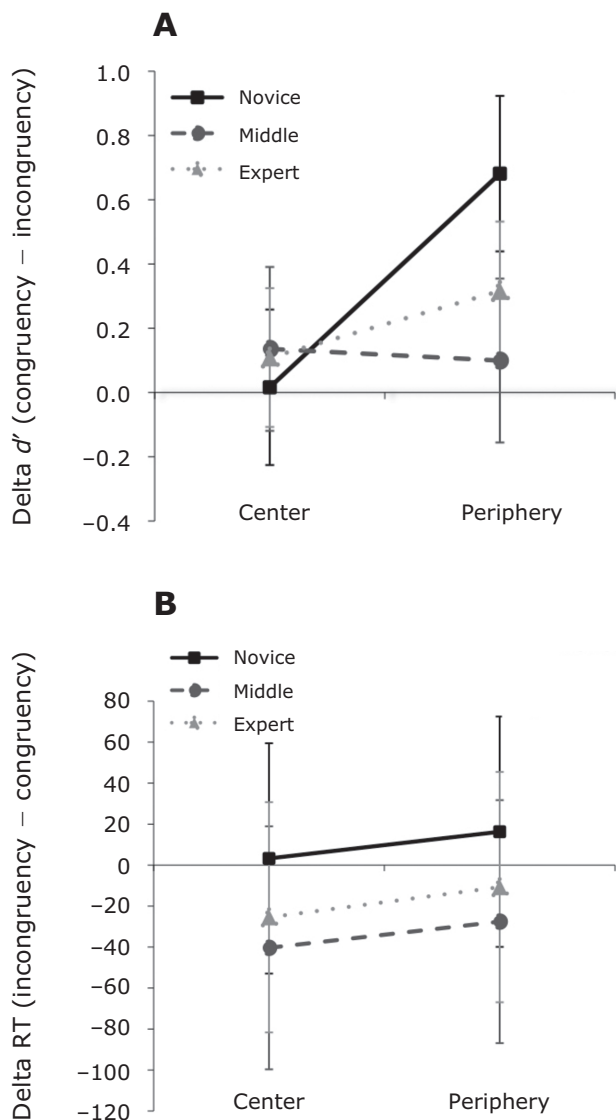 A
Delta d′ (congruency − incongruency)
1.0
0.8
0.6
0.4
0.2
0.0
−0.2
−0.4
Novice
Middle
Expert
Center Periphery
B
Delta RT (incongruency − congruency)
80
60
40
20
0
−20
−40
−60
−80
−100
−120
Novice
Middle
Expert
Center Periphery